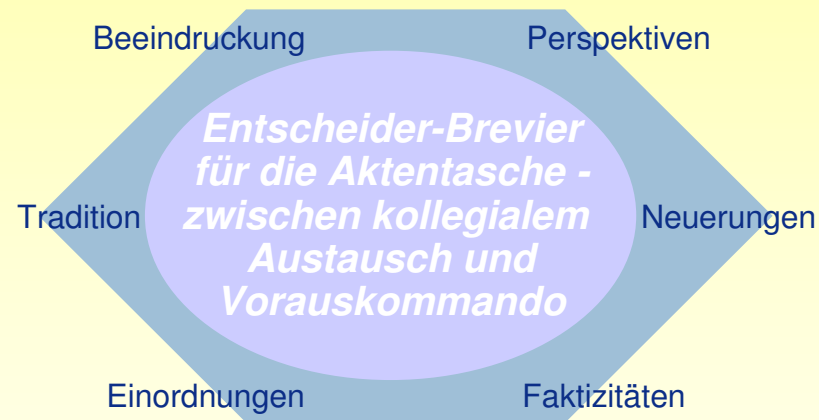 Beeindruckung
Perspektiven
Entscheider-Brevier
für die Aktentasche -
zwischen kollegialem
Austausch und
Vorauskommando
Tradition
Neuerungen
Einordnungen
Faktizitäten